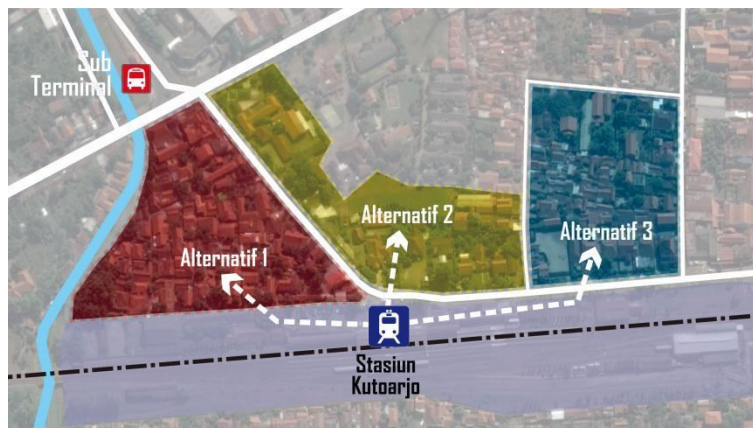 Sub
Terminal
Alternatif 1
Alternatif 2
Alternatif 3
Stasiun
Kutoarjo